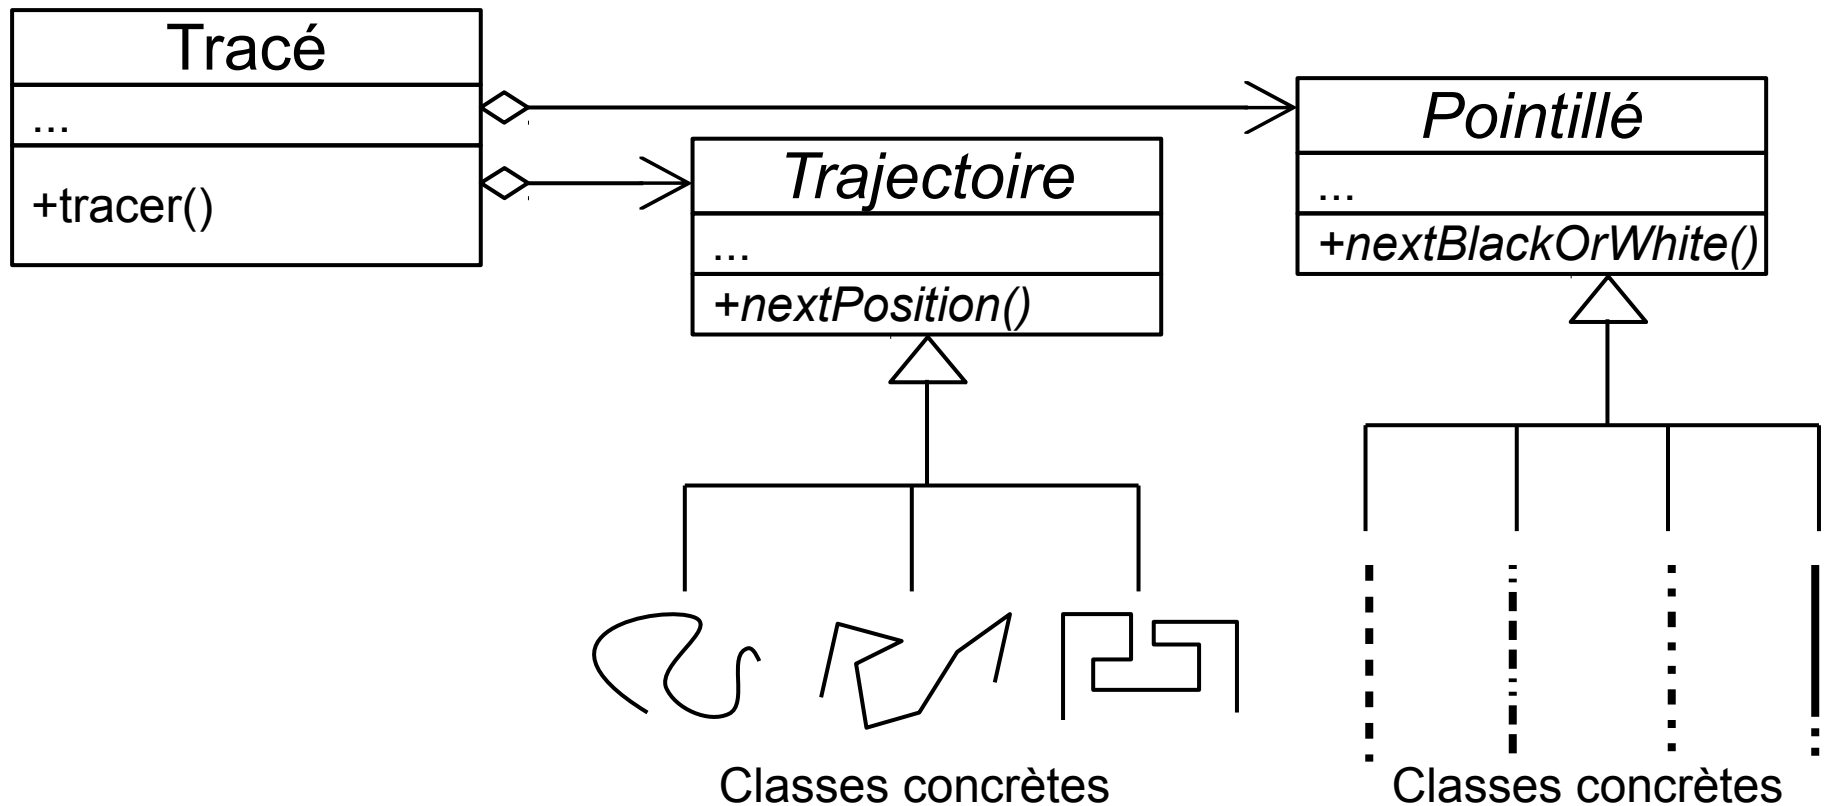 Tracé
...
+tracer()
Trajectoire
...
+nextPosition()
Pointillé
...
+nextBlackOrWhite()
Classes concrètes
Classes concrètes